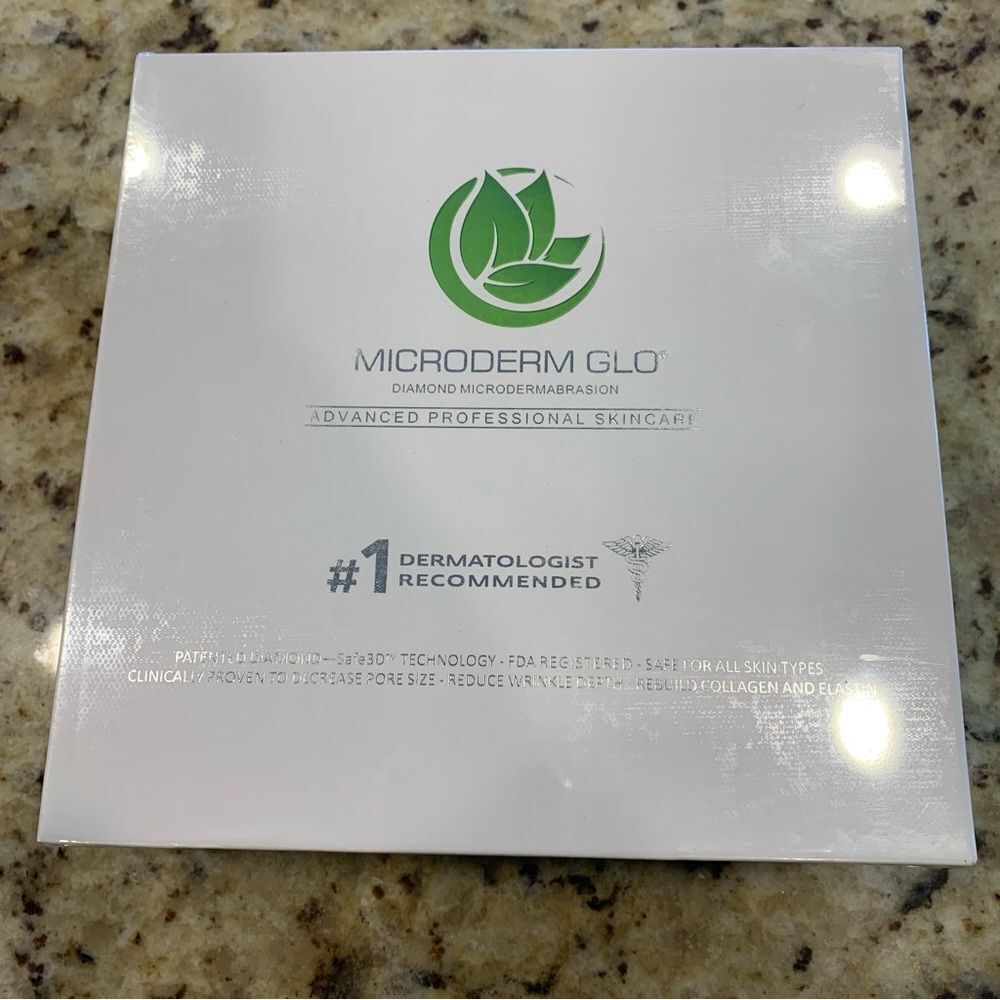 MICRODERM GLO®
DIAMOND MICRODERMABRASION
ADVANCED PROFESSIONAL SKINCARE
#1 DERMATOLOGIST
RECOMMENDED
PATENTED DIAMOND—Safe3D™ TECHNOLOGY - FDA REGISTERED - SAFE FOR ALL SKIN TYPES
CLINICALLY PROVEN TO DECREASE PORE SIZE - REDUCE WRINKLE DEPTH - REBUILD COLLAGEN AND ELASTIN